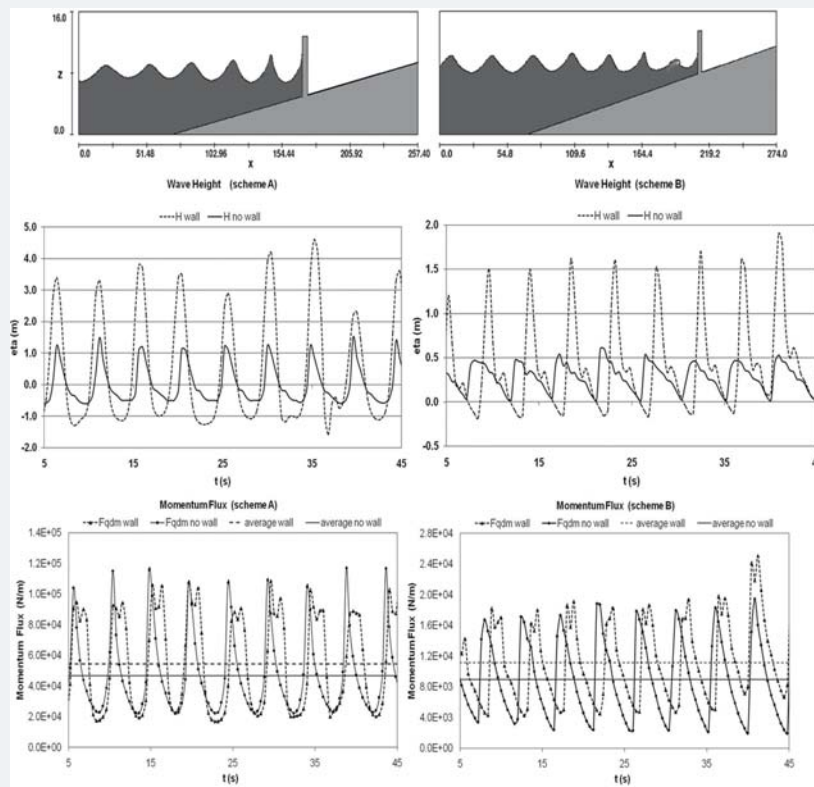 16.0
z
0.0
0.0 51.48 102.96 154.44 205.92 257.40
X
0.0 54.8 109.6 164.4 219.2 274.0
X
Wave Height (scheme A)
H wall H no wall
5.0
4.0
3.0
2.0
1.0
0.0
-1.0
-2.0
eta (m)
5 15 25 35 45
t (s)
Wave Height (scheme B)
H wall H no wall
2.0
1.5
1.0
0.5
0.0
-0.5
eta (m)
5 15 25 35
t (s)
Momentum Flux (scheme A)
Fqdm wall Fqdm no wall average wall average no wall
1.4E+05
1.2E+05
1.0E+05
8.0E+04
6.0E+04
4.0E+04
2.0E+04
0.0E+00
Momentum Flux (N/m)
5 15 25 35 45
t (s)
Momentum Flux (scheme B)
Fqdm wall Fqdm no wall average wall average no wall
2.8E+04
2.4E+04
2.0E+04
1.6E+04
1.2E+04
8.0E+03
4.0E+03
0.0E+00
Momentum Flux (N/m)
5 15 25 35 45
t (s)